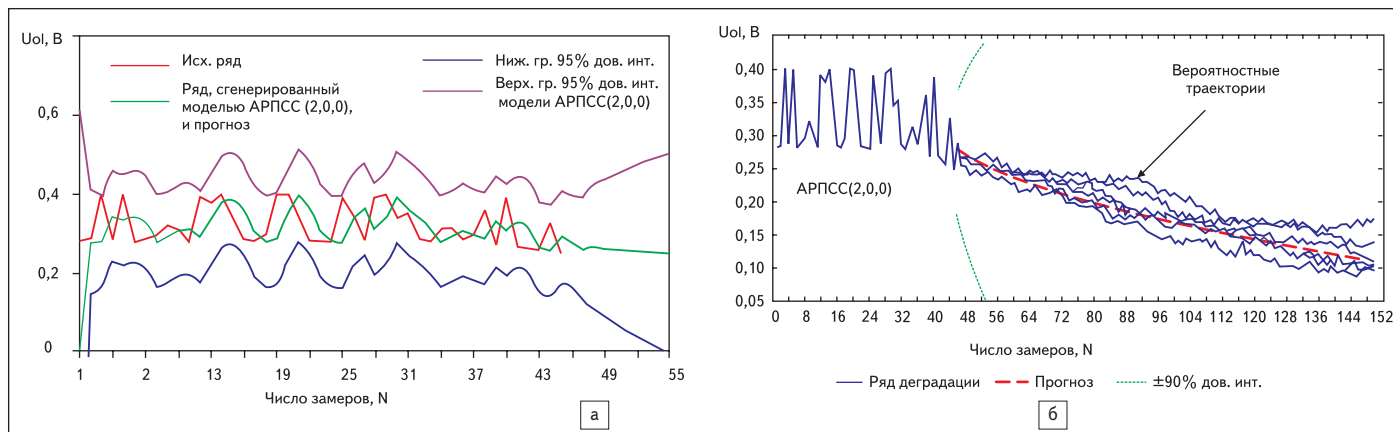 Uol, В
Исх. ряд
Ряд, сгенерированный
моделью АРПСС (2,0,0),
и прогноз
Ниж. гр. 95% дов. инт.
Верх. гр. 95% дов. инт.
модели АРПСС(2,0,0)
0,6
0,4
0,2
0
1 2 13 19 25 31 37 43 49 55
Число замеров, N
а
Uol, В
0,40
0,35
0,30
0,25
0,20
0,15
0,10
0,05
Вероятностные
траектории
АРПСС(2,0,0)
0 8 16 24 32 40 48 56 64 72 80 88 96 104 112 120 128 136 144 152
Число замеров, N
Ряд деградации Прогноз ±90% дов. инт.
б